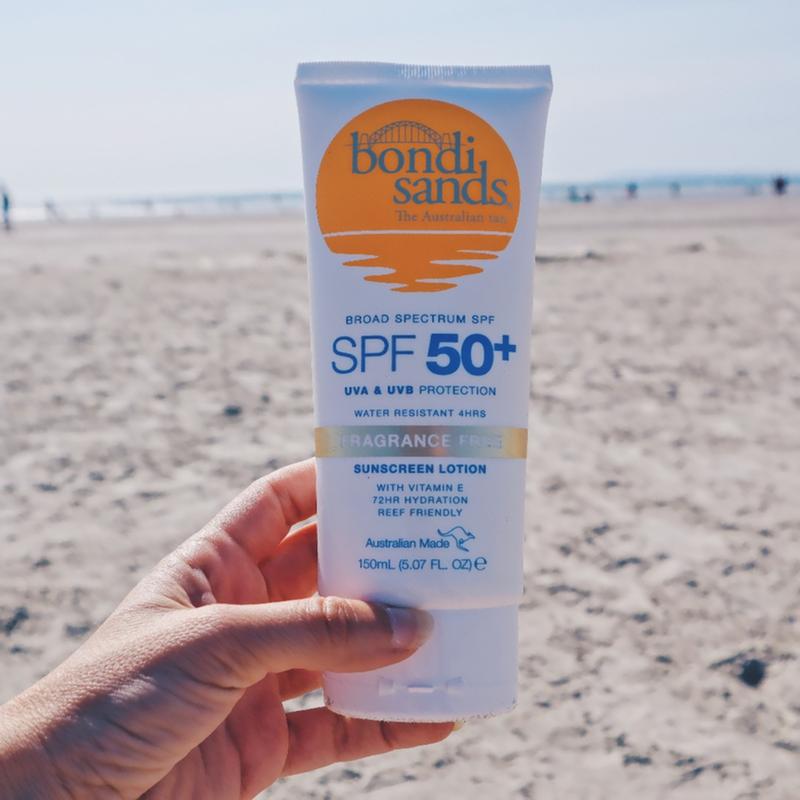 bondi
sands
The Australian tan
BROAD SPECTRUM SPF
SPF 50+
UVA & UVB PROTECTION
WATER RESISTANT 4HRS
FRAGRANCE FREE
SUNSCREEN LOTION
WITH VITAMIN E
72HR HYDRATION
REEF FRIENDLY
Australian Made
150mL (5.07 FL. OZ) ℮